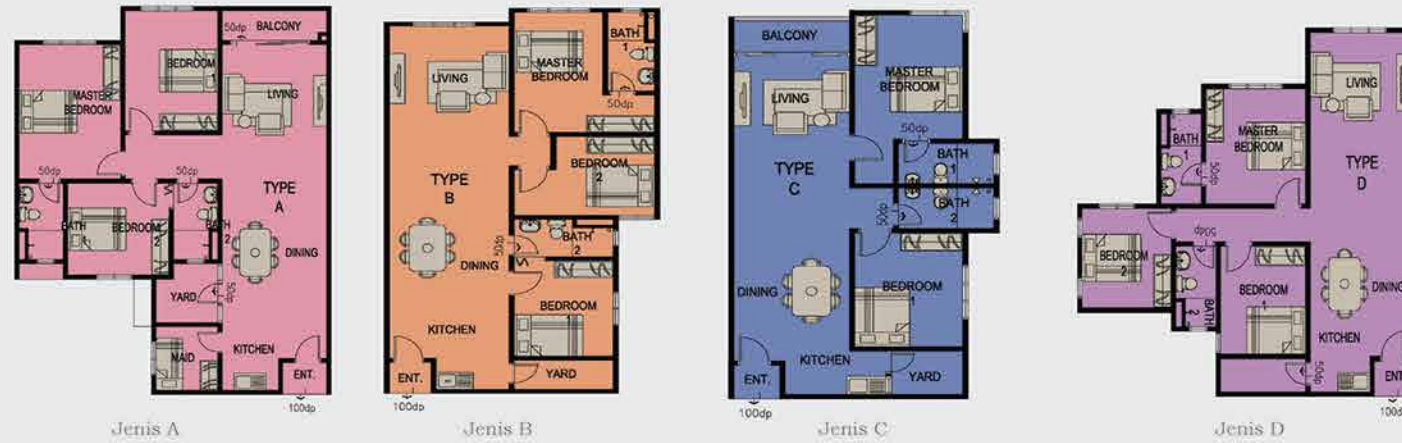 50dp
BALCONY
BEDROOM
1
MASTER
BEDROOM
LIVING
50dp
50dp
TYPE
A
BATH
1
BEDROOM
2
BATH
2
DINING
YARD
50dp
MAID
KITCHEN
ENT.
100dp
Jenis A
BATH
1
LIVING
MASTER
BEDROOM
50dp
BEDROOM
2
TYPE
B
50dp
BATH
2
DINING
BEDROOM
1
KITCHEN
ENT.
YARD
100dp
Jenis B
BALCONY
LIVING
MASTER
BEDROOM
50dp
BATH
1
TYPE
C
BATH
2
50dp
DINING
BEDROOM
KITCHEN
ENT.
YARD
100dp
Jenis C
LIVING
BATH
1
MASTER
BEDROOM
50dp
TYPE
D
50dp
BEDROOM
2
BATH
2
BEDROOM
1
DINING
KITCHEN
50dp
ENT
100d
Jenis D